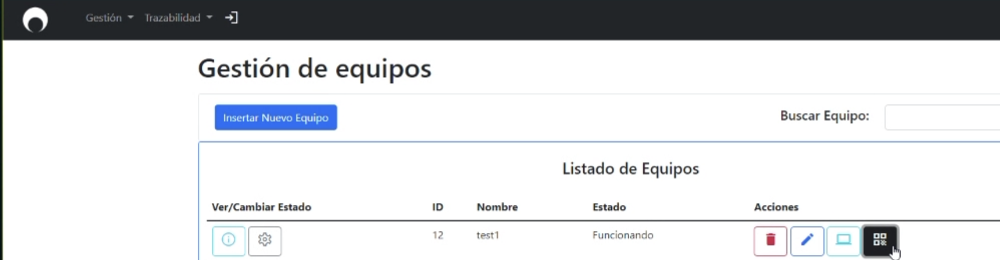 Gestión Trazabilidad
Gestión de equipos
Insertar Nuevo Equipo Buscar Equipo:
Listado de Equipos
Ver/Cambiar Estado ID Nombre Estado Acciones
12 test1 Funcionando